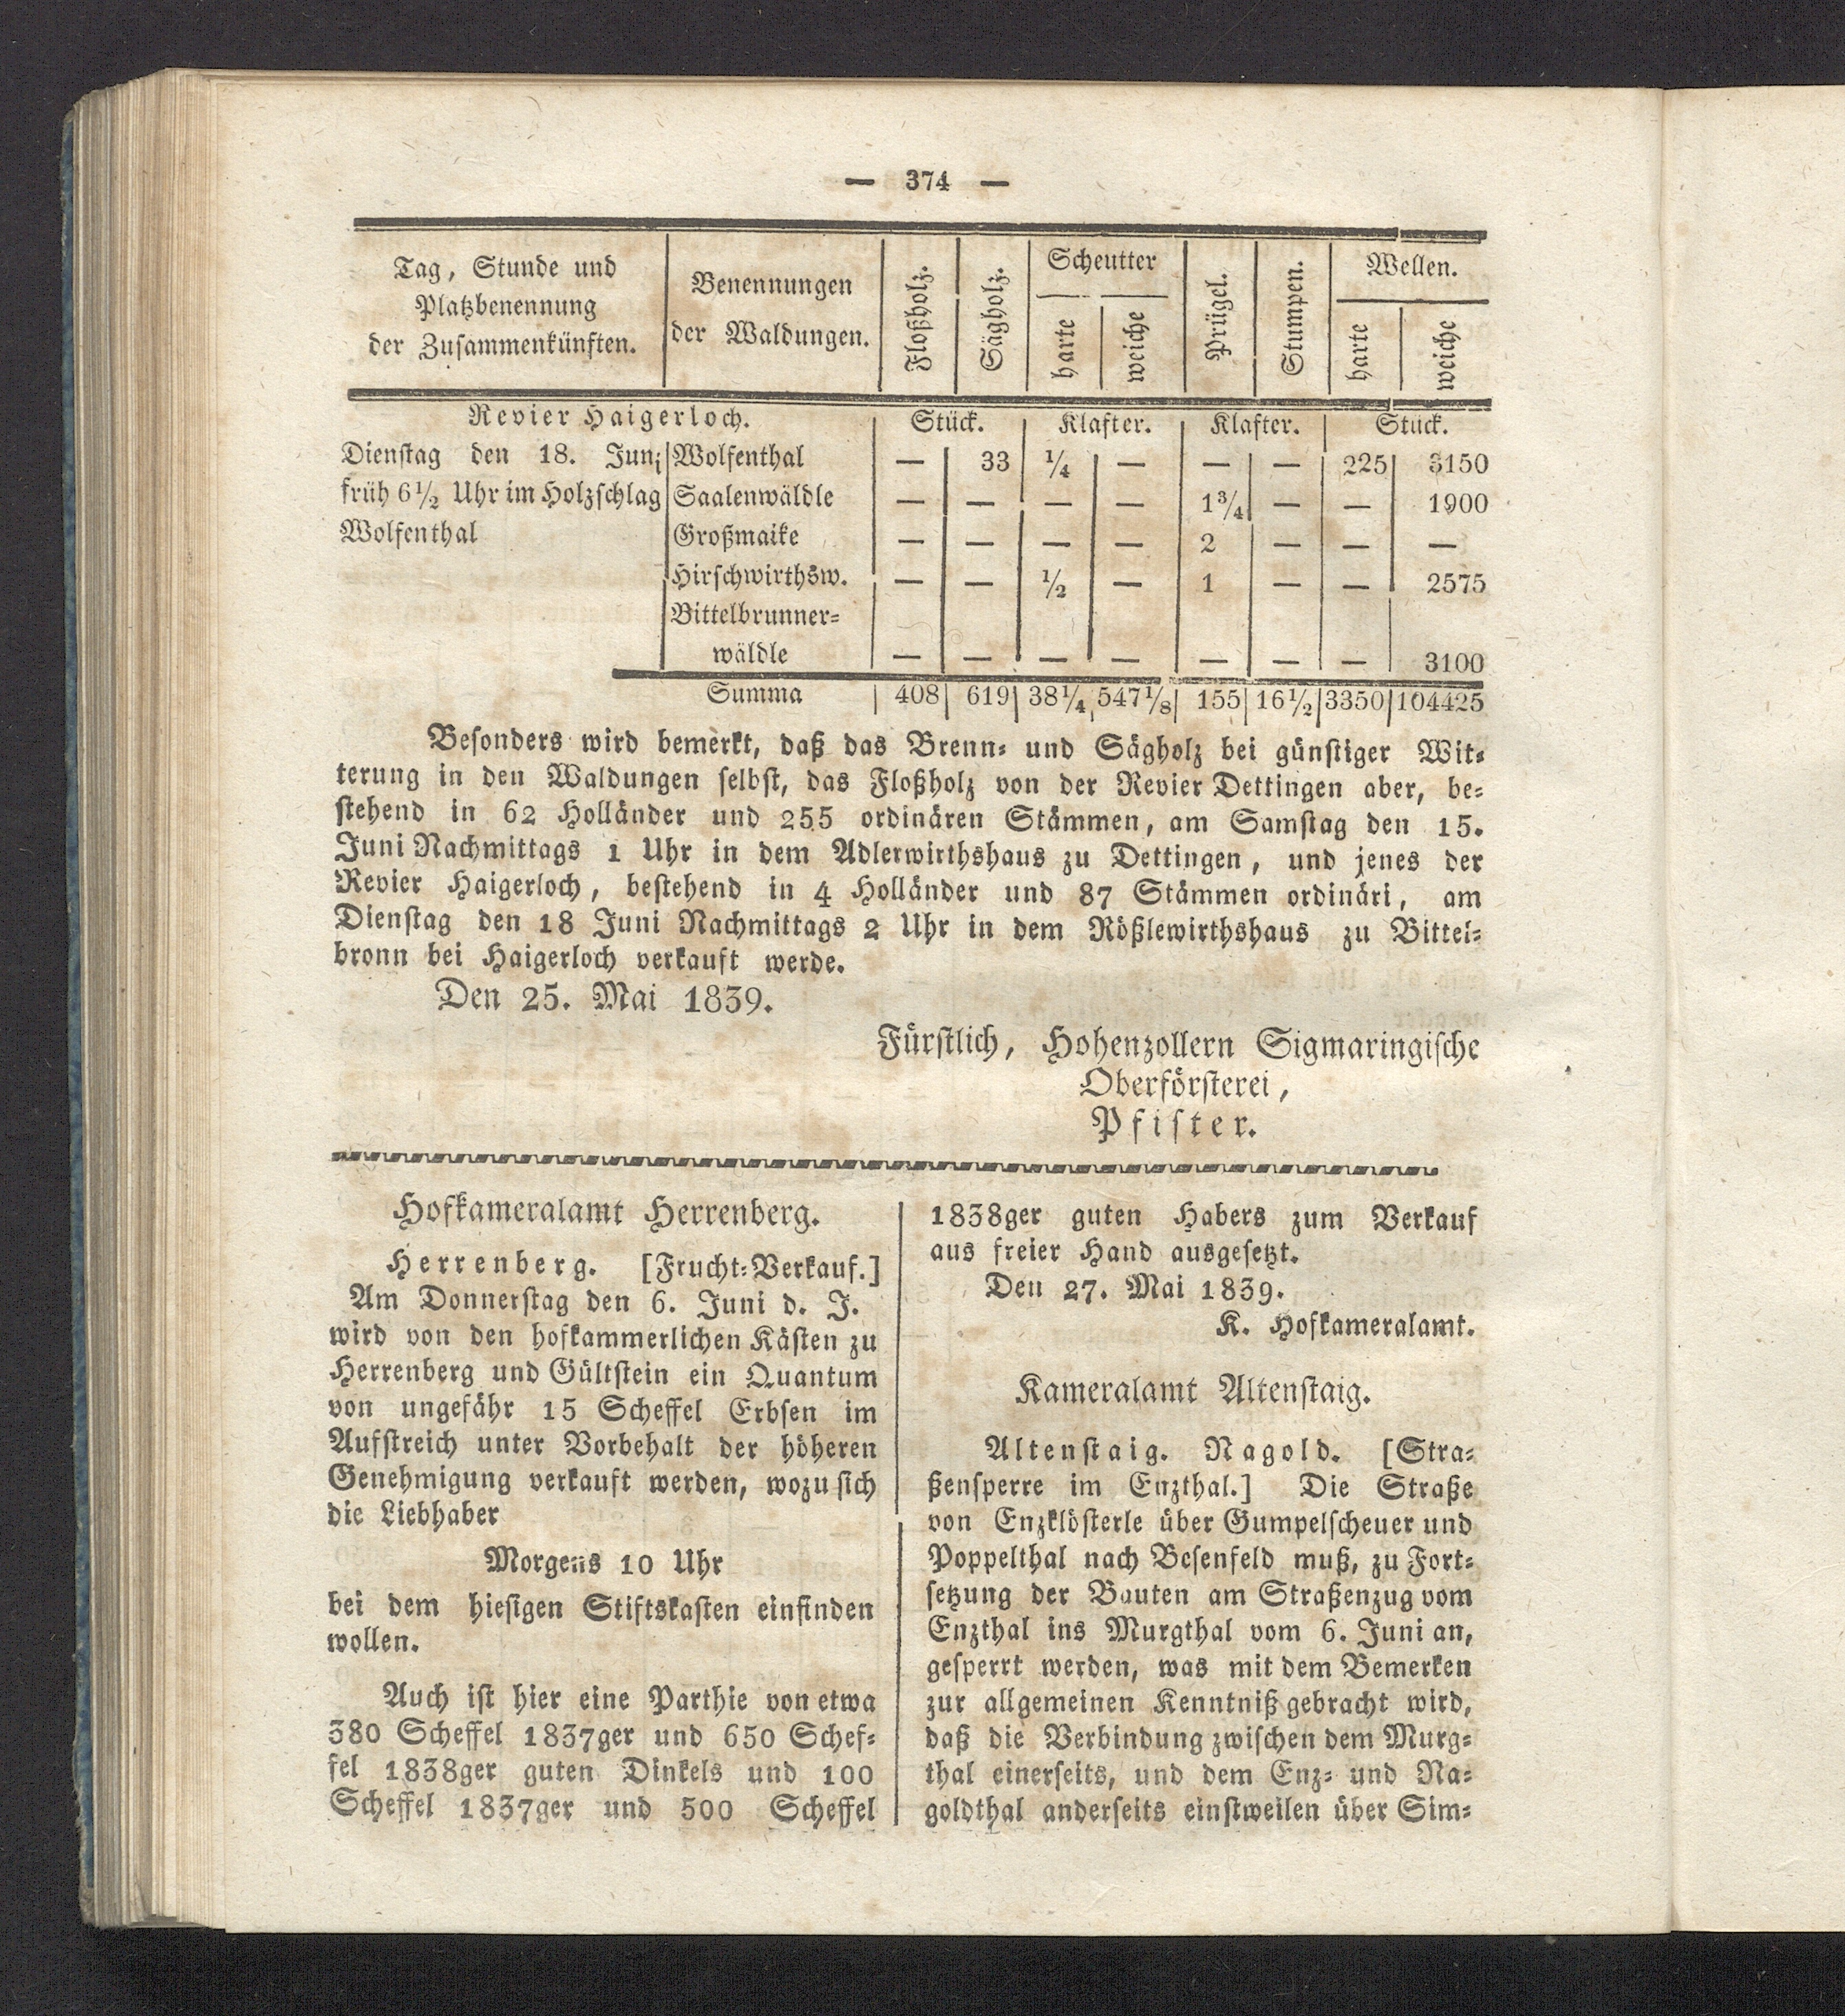 — 374 —
Tag, Stunde und
Platzbenennung
der Zusammenkünften.
Benennungen
der Waldungen.
Floßholz.
Sägholz.
Scheutter
harte
weiche
Prügel.
Stumpen.
Wellen.
harte
weiche
Revier Haigerloch. Stück. Klafter. Klafter. Stück.
Dienstag den 18. Juni Wolfenthal — 33 ¼ — — — 225 3150
früh 6½ Uhr im Holzschlag Saalenwäldle — — — — 1¾ — — 1900
Wolfenthal Großmaike — — — — 2 — — —
Hirschwirthsw. — — ½ — 1 — — 2575
Bittelbrunner-
wäldle — — — — — — — 3100
Summa 408 619 38¼ 547⅛ 155 16½ 3350 104425
Besonders wird bemerkt, daß das Brenn- und Sägholz bei günstiger Wit-
terung in den Waldungen selbst, das Floßholz von der Revier Dettingen aber, be-
stehend in 62 Holländer und 255 ordinären Stämmen, am Samstag den 15.
Juni Nachmittags 1 Uhr in dem Adlerwirthshaus zu Dettingen, und jenes der
Revier Haigerloch, bestehend in 4 Holländer und 87 Stämmen ordinäri, am
Dienstag den 18 Juni Nachmittags 2 Uhr in dem Rößlewirthshaus zu Bittel-
bronn bei Haigerloch verkauft werde.
Den 25. Mai 1839.
Fürstlich, Hohenzollern Sigmaringische
Oberförsterei,
Pfister.
Hofkameralamt Herrenberg.
Herrenberg. [Frucht-Verkauf.]
Am Donnerstag den 6. Juni d. J.
wird von den hofkammerlichen Kästen zu
Herrenberg und Gültstein ein Quantum
von ungefähr 15 Scheffel Erbsen im
Aufstreich unter Vorbehalt der höheren
Genehmigung verkauft werden, wozu sich
die Liebhaber
Morgens 10 Uhr
bei dem hiesigen Stiftskasten einfinden
wollen.
Auch ist hier eine Parthie von etwa
380 Scheffel 1837ger und 650 Schef-
fel 1838ger guten Dinkels und 100
Scheffel 1837ger und 500 Scheffel
1838ger guten Habers zum Verkauf
aus freier Hand ausgesetzt.
Den 27. Mai 1839.
K. Hofkameralamt.
Kameralamt Altenstaig.
Altenstaig. Nagold. [Stra-
ßensperre im Enzthal.] Die Straße
von Enzklösterle über Gumpelscheuer und
Poppelthal nach Besenfeld muß, zu Fort-
setzung der Bauten am Straßenzug vom
Enzthal ins Murgthal vom 6. Juni an,
gesperrt werden, was mit dem Bemerken
zur allgemeinen Kenntniß gebracht wird,
daß die Verbindung zwischen dem Murg-
thal einerseits, und dem Enz- und Na-
goldthal anderseits einstweilen über Sim-